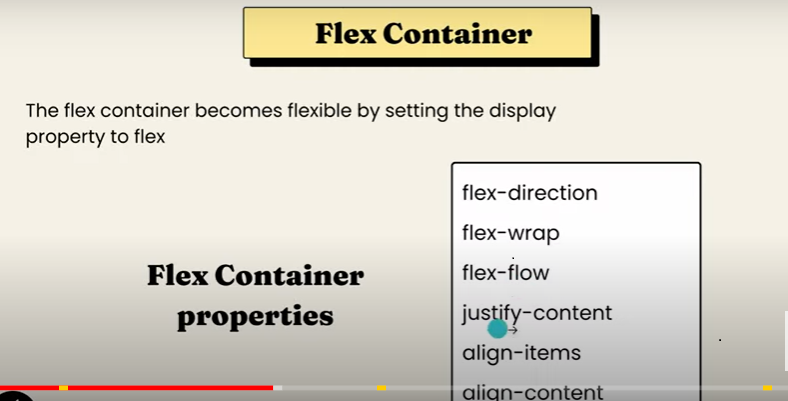 Flex Container
The flex container becomes flexible by setting the display
property to flex
flex-direction
flex-wrap
flex-flow
Flex Container
properties
justify-content
align-items
align-content